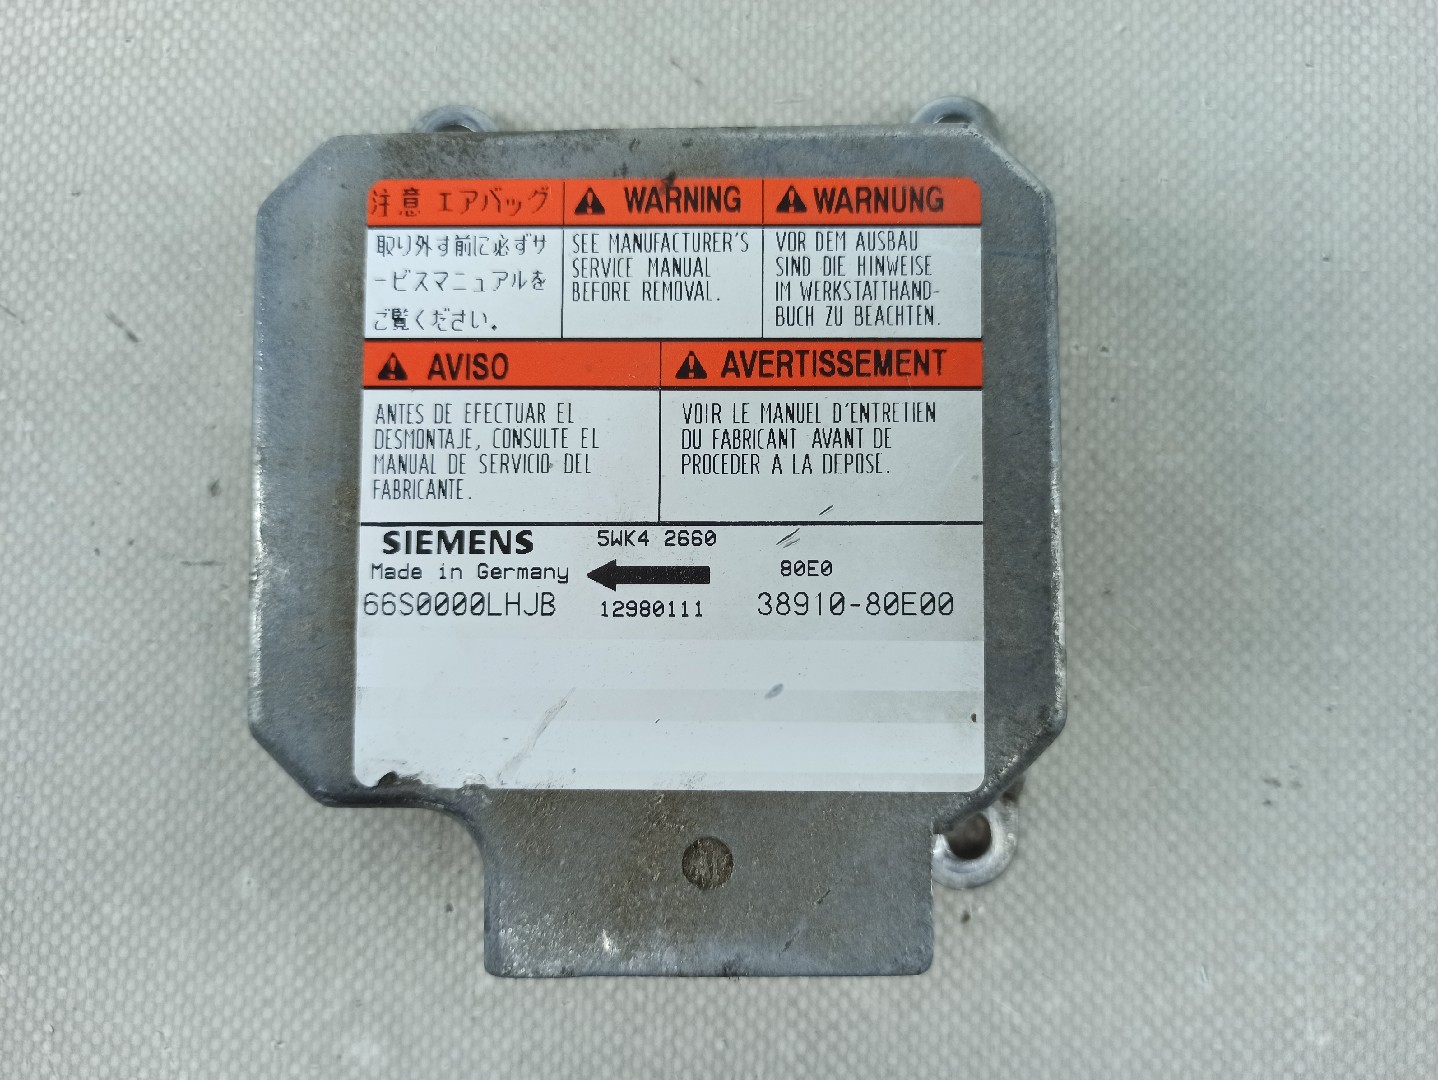 注意 エアバッグ
取り外す前に必ずサ
ービスマニュアルを
ご覧ください。
WARNING
SEE MANUFACTURER'S
SERVICE MANUAL
BEFORE REMOVAL.
WARNUNG
VOR DEM AUSBAU
SIND DIE HINWEISE
IM WERKSTATTHAND-
BUCH ZU BEACHTEN.
AVISO
ANTES DE EFECTUAR EL
DESMONTAJE, CONSULTE EL
MANUAL DE SERVICIO DEL
FABRICANTE.
AVERTISSEMENT
VOIR LE MANUEL D'ENTRETIEN
DU FABRICANT AVANT DE
PROCEDER A LA DEPOSE.
SIEMENS 5WK4 2660
Made in Germany 80E0
66S0000LHJB 12980111 38910-80E00